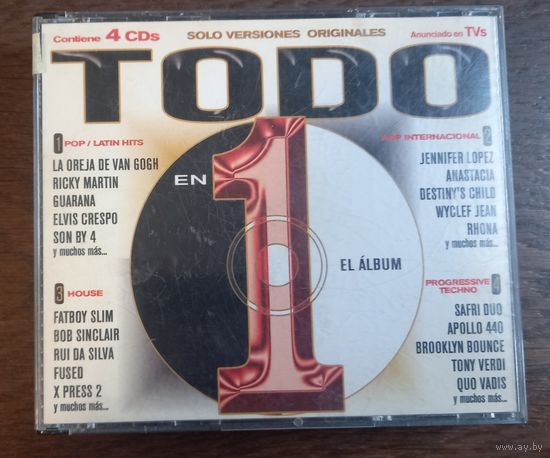 Contiene 4 CDs
SOLO VERSIONES ORIGINALES
Anunciado en TVs
TODO
EN
1
EL ÁLBUM
1 POP / LATIN HITS
LA OREJA DE VAN GOGH
RICKY MARTIN
GUARANA
ELVIS CRESPO
SON BY 4
y muchos más...
POP INTERNACIONAL 2
JENNIFER LOPEZ
ANASTACIA
DESTINY'S CHILD
WYCLEF JEAN
RHONA
y muchos más...
3 HOUSE
FATBOY SLIM
BOB SINCLAIR
RUI DA SILVA
FUSED
X PRESS 2
y muchos más...
PROGRESSIVE 4
TECHNO
SAFRI DUO
APOLLO 440
BROOKLYN BOUNCE
TONY VERDI
QUO VADIS
y muchos más...
www.ay.by